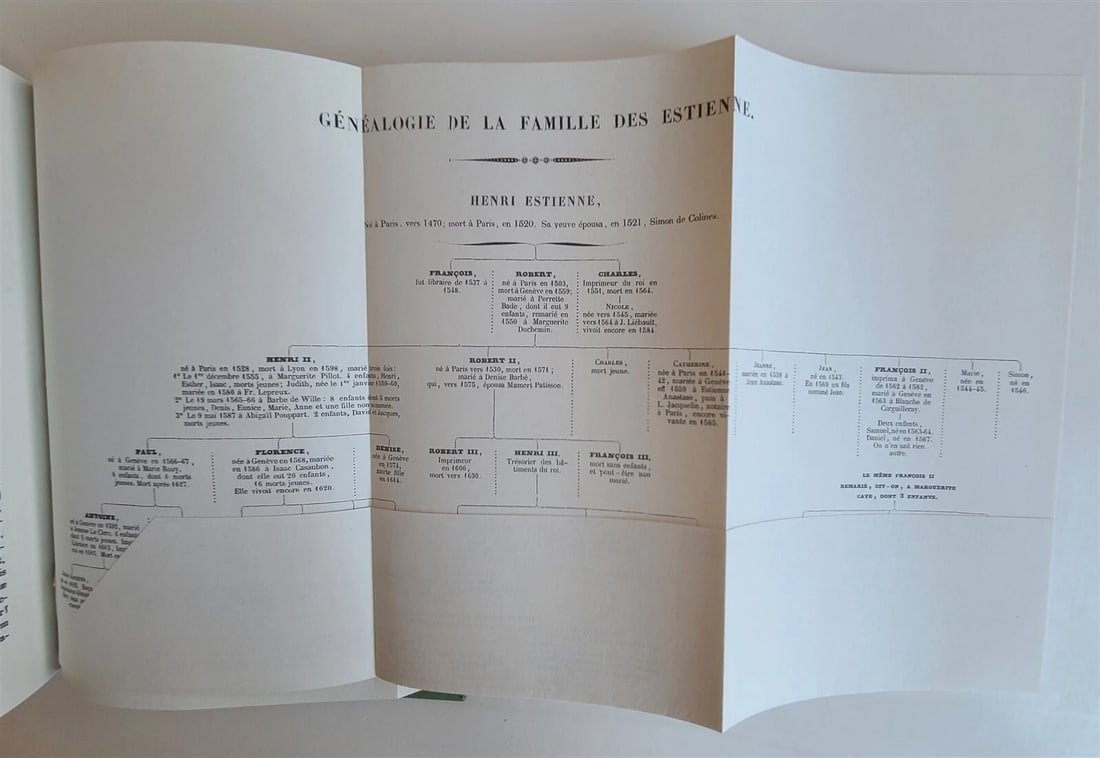 GÉNÉALOGIE DE LA FAMILLE DES ESTIENNE.
HENRI ESTIENNE,
Né à Paris, vers 1470; mort à Paris, en 1520. Sa veuve épousa, en 1521, Simon de Colines.
FRANÇOIS,
fut libraire de 1537 à
1548.
ROBERT,
né à Paris en 1503,
mort à Genève en 1559;
marié à Perrette
Bade, dont il eut 9
enfants, remarié en
1550 à Marguerite
Duchemin.
CHARLES,
Imprimeur du roi en
1551, mort en 1564.
NICOLE,
née vers 1545, mariée
vers 1564 à J. Liébault,
vivoit encore en 1584.
HENRI II,
né à Paris en 1528, mort à Lyon en 1598, marié trois fois:
1º Le 1er décembre 1555, à Marguerite Pillot. 4 enfants, Henri,
Esther, Isaac, morts jeunes; Judith, née le 1er janvier 1559-60,
mariée en 1580 à Fr. Lepreux.
2º Le 19 mars 1565-66 à Barbe de Wille: 8 enfants dont 5 morts
jeunes, Denis, Eunice, Marie, Anne et une fille non nommée.
3º Le 9 mai 1587 à Abigaïl Pouppart. 2 enfants, David et Jacques,
morts jeunes.
ROBERT II,
né à Paris vers 1530, mort en 1571;
marié à Denise Barbé,
qui, vers 1575, épousa Mamert Patisson.
CHARLES,
mort jeune.
CATHERINE,
née à Paris en 1541-
42, mariée à Genève
en 1559 à Estienne
Anastase, puis à
L. Jacquelin, notaire
à Paris, encore vi-
vante en 1585.
JEANNE,
mariée en 1539 à
Jean Anastase.
JEAN,
né en 1543.
En 1569 un fils
nommé Jean.
FRANÇOIS II,
imprima à Genève
de 1562 à 1582,
marié à Genève en
1563 à Blanche de
Corguilleray.
Deux enfants,
Samuel, né en 1563-64.
Daniel, né en 1567.
On n'en sait rien
autre.
LE MÊME FRANÇOIS II
REMARIÉ, DIT-ON, A MARGUERITE
CAVE, DONT 3 ENFANTS.
Marie,
née en
1544-45.
Simon,
né en
1546.
PAUL,
né à Genève en 1566-67,
marié à Marie Rouvy.
8 enfants, dont 6 morts
jeunes. Mort après 1627.
FLORENCE,
née à Genève en 1568, mariée
en 1586 à Isaac Casaubon,
dont elle eut 20 enfants,
16 morts jeunes.
Elle vivoit encore en 1620.
DENISE,
née à Genève
en 1574,
morte fille
en 1614.
ROBERT III,
Imprimeur
en 1606,
mort vers 1630.
HENRI III,
Trésorier des bâ-
timents du roi.
FRANÇOIS III,
mort sans enfants,
et peut-être non
marié.
ANTOINE,
né à Genève en 1592, marié
à Jeanne Le Clerc. 6 enfants